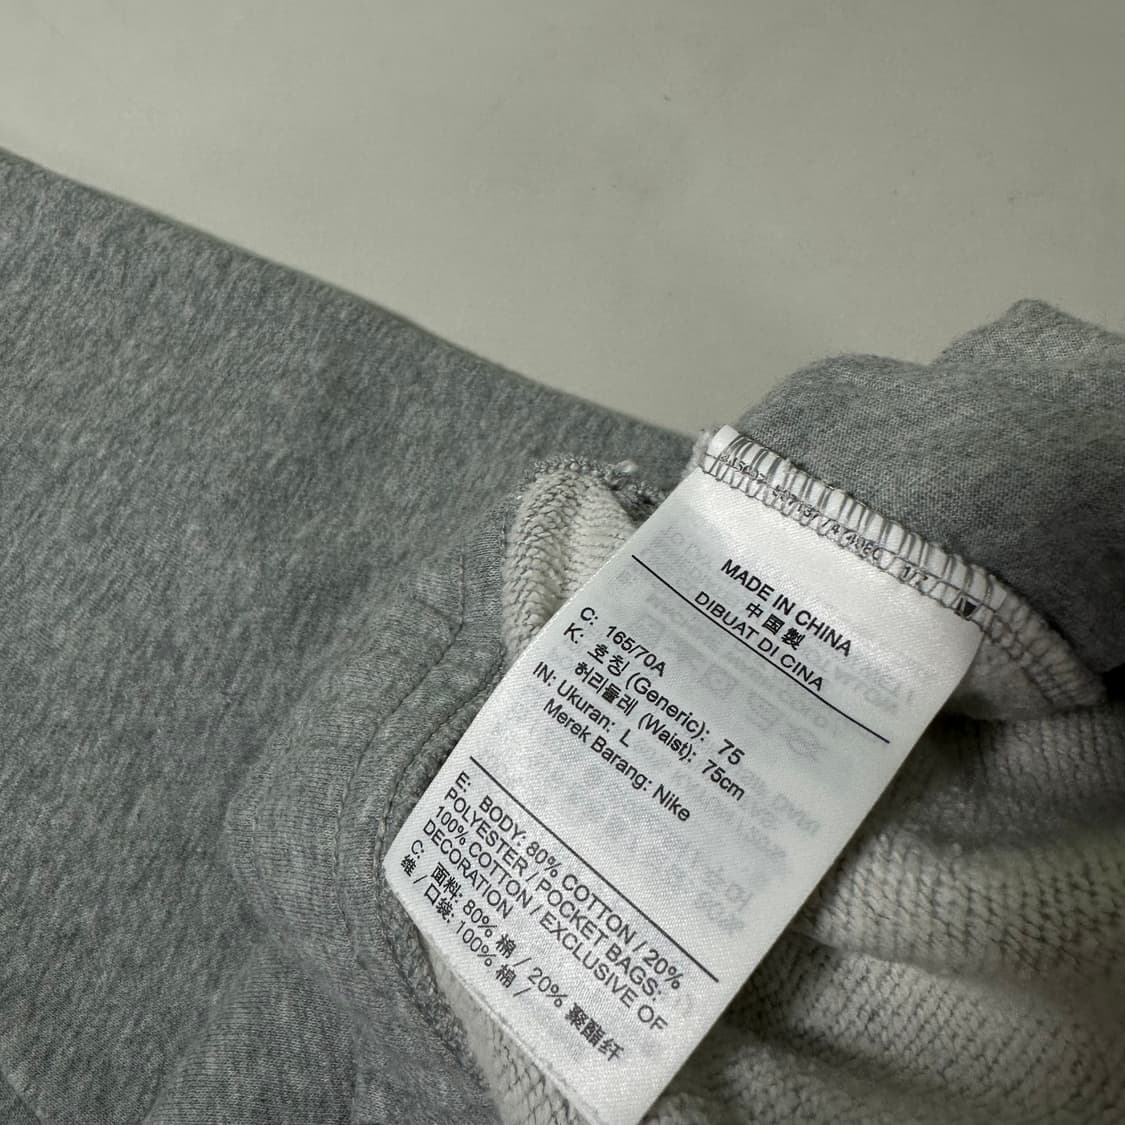 MADE IN CHINA
中国製
DIBUAT DI CINA
C: 165/70A
K: 호칭 (Generic): 75
허리둘레 (Waist): 75cm
IN: Ukuran: L
Merek Barang: Nike
E: BODY: 80% COTTON / 20%
POLYESTER / POCKET BAGS:
100% COTTON / EXCLUSIVE OF
DECORATION
C: 面料: 80% 棉 / 20% 聚酯纤
维 / 口袋: 100% 棉 /